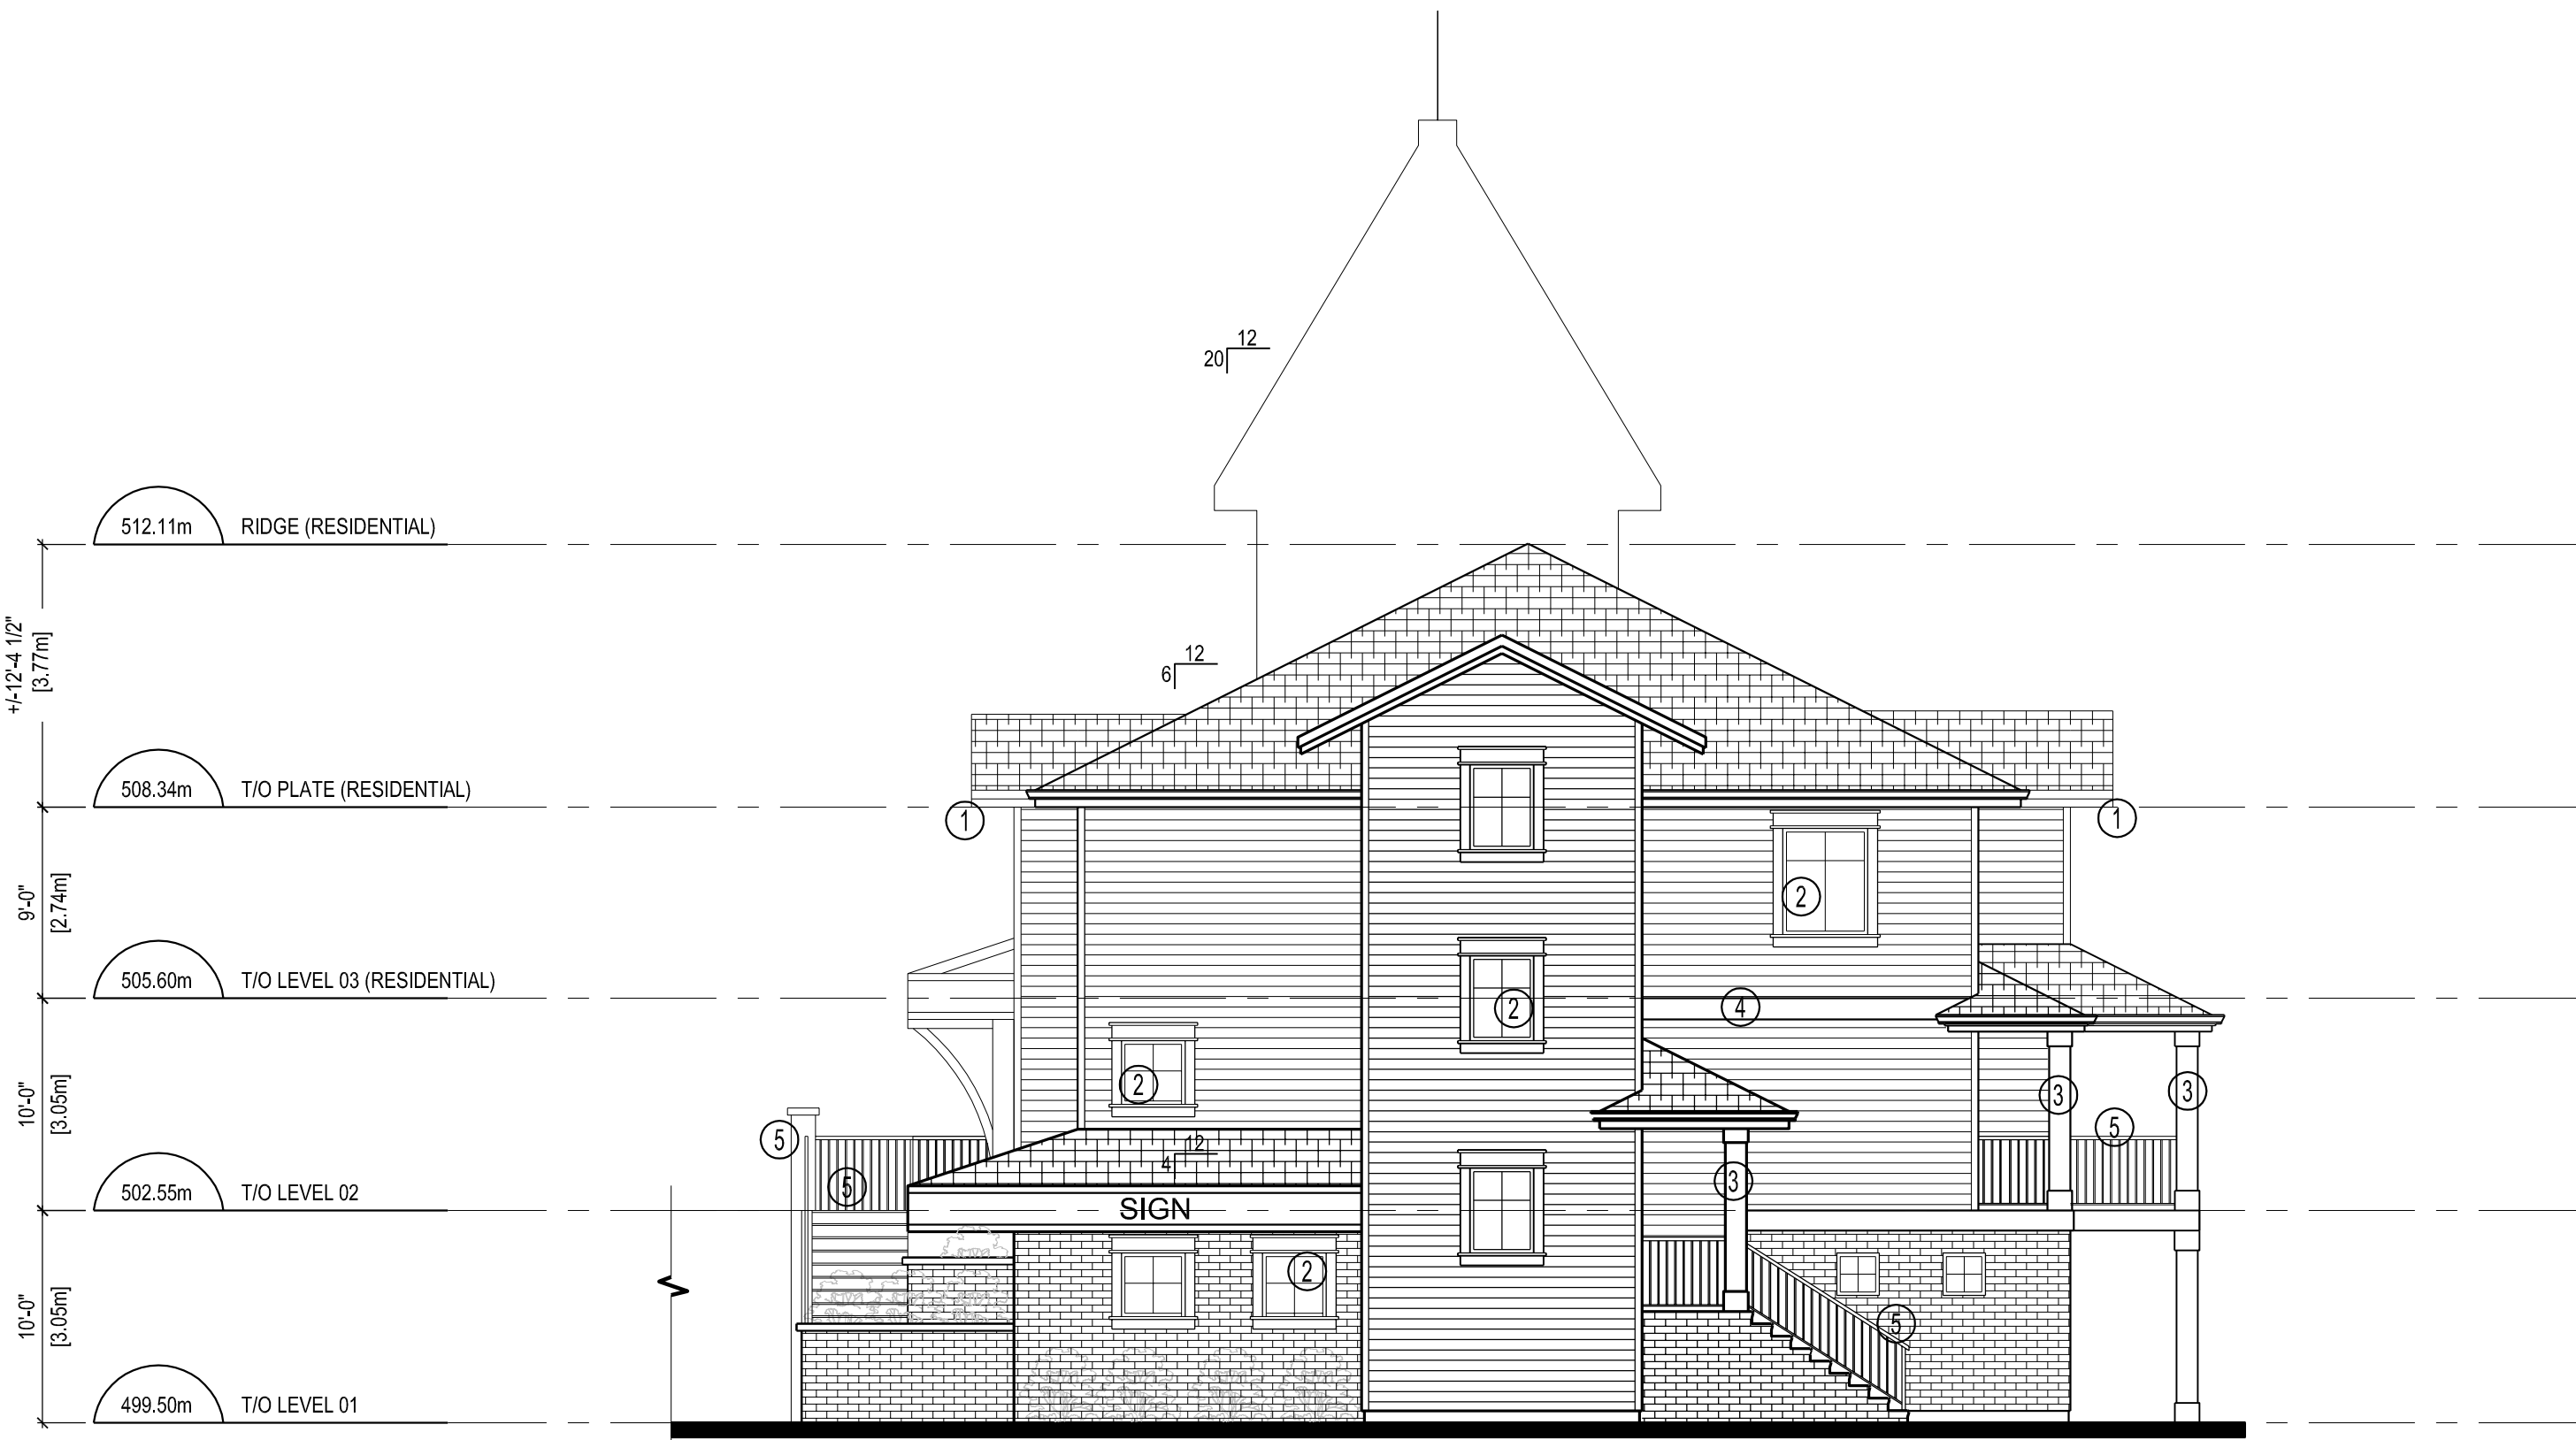 12
20
512.11m RIDGE (RESIDENTIAL)
+/-12'-4 1/2"
[3.77m]
12
6
508.34m T/O PLATE (RESIDENTIAL)
1
1
9'-0"
[2.74m]
2
505.60m T/O LEVEL 03 (RESIDENTIAL)
2
4
10'-0"
[3.05m]
2
3
3
5
5
12
4
5
3
502.55m T/O LEVEL 02
SIGN
2
10'-0"
[3.05m]
5
499.50m T/O LEVEL 01